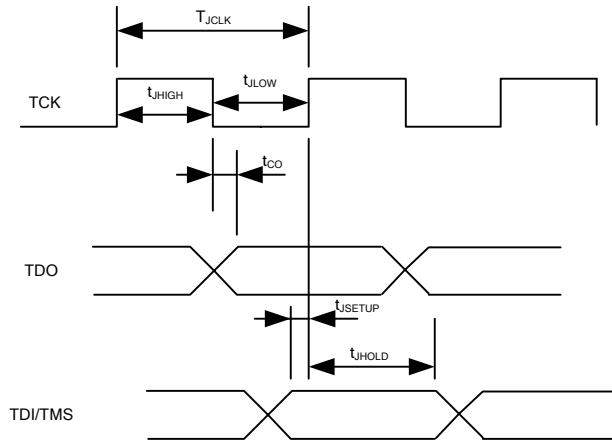 TJCLK
tJHIGH
tJLOW
TCK
tCO
TDO
tJSETUP
tJHOLD
TDI/TMS